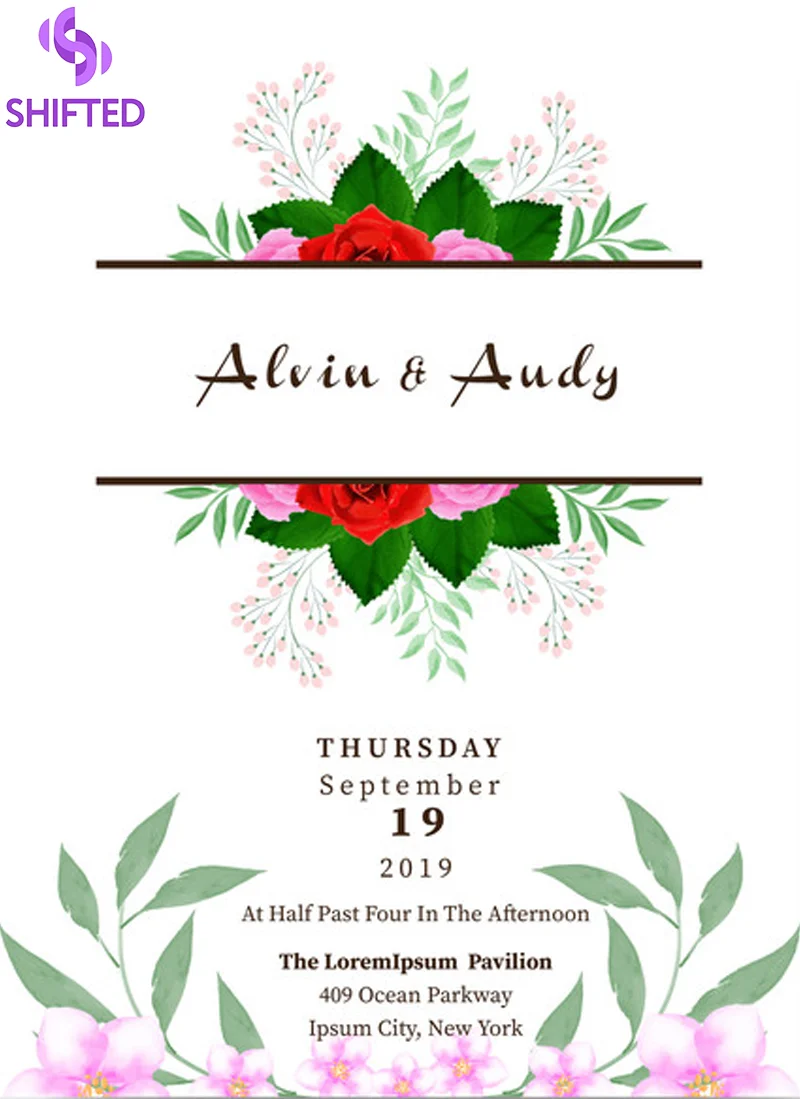 SHIFTED
Alvin & Audy
THURSDAY
September
19
2019
At Half Past Four In The Afternoon
The LoremIpsum Pavilion
409 Ocean Parkway
Ipsum City, New York